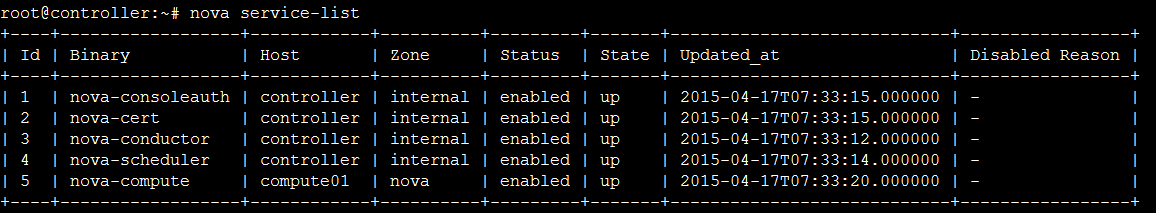 root@controller:~# nova service-list
+----+------------------+------------+----------+---------+-------+----------------------------+-----------------+
| Id | Binary           | Host       | Zone     | Status  | State | Updated_at                 | Disabled Reason |
+----+------------------+------------+----------+---------+-------+----------------------------+-----------------+
| 1  | nova-consoleauth | controller | internal | enabled | up    | 2015-04-17T07:33:15.000000 | -               |
| 2  | nova-cert        | controller | internal | enabled | up    | 2015-04-17T07:33:15.000000 | -               |
| 3  | nova-conductor   | controller | internal | enabled | up    | 2015-04-17T07:33:12.000000 | -               |
| 4  | nova-scheduler   | controller | internal | enabled | up    | 2015-04-17T07:33:14.000000 | -               |
| 5  | nova-compute     | compute01  | nova     | enabled | up    | 2015-04-17T07:33:20.000000 | -               |
+----+------------------+------------+----------+---------+-------+----------------------------+-----------------+